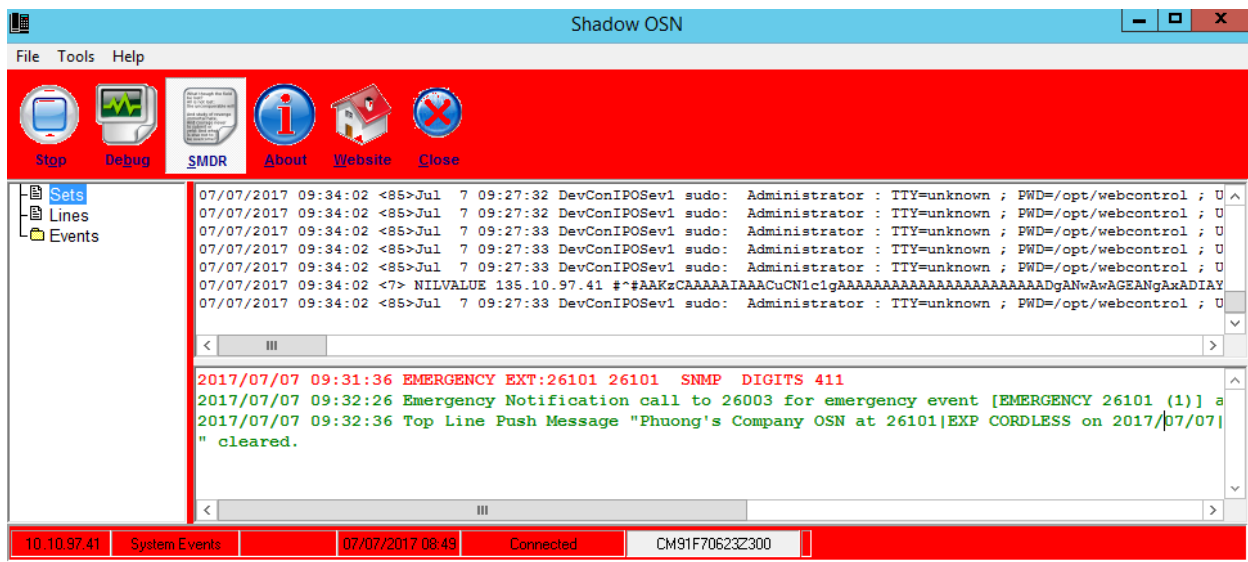 Shadow OSN
File Tools Help
Stop Debug SMDR About Website Close
Sets
Lines
Events
07/07/2017 09:34:02 <85>Jul  7 09:27:32 DevConIPOSev1 sudo:  Administrator : TTY=unknown ; PWD=/opt/webcontrol ; U
07/07/2017 09:34:02 <85>Jul  7 09:27:32 DevConIPOSev1 sudo:  Administrator : TTY=unknown ; PWD=/opt/webcontrol ; U
07/07/2017 09:34:02 <85>Jul  7 09:27:33 DevConIPOSev1 sudo:  Administrator : TTY=unknown ; PWD=/opt/webcontrol ; U
07/07/2017 09:34:02 <85>Jul  7 09:27:33 DevConIPOSev1 sudo:  Administrator : TTY=unknown ; PWD=/opt/webcontrol ; U
07/07/2017 09:34:02 <85>Jul  7 09:27:33 DevConIPOSev1 sudo:  Administrator : TTY=unknown ; PWD=/opt/webcontrol ; U
07/07/2017 09:34:02 <7> NILVALUE 135.10.97.41
07/07/2017 09:34:02 <85>Jul  7 09:27:33 DevConIPOSev1 sudo:  Administrator : TTY=unknown ; PWD=/opt/webcontrol ; U
2017/07/07 09:31:36 EMERGENCY EXT:26101 26101  SNMP  DIGITS 411
2017/07/07 09:32:26 Emergency Notification call to 26003 for emergency event [EMERGENCY 26101 (1)] a
2017/07/07 09:32:36 Top Line Push Message "Phuong's Company OSN at 26101|EXP CORDLESS on 2017/07/07|
" cleared.
10.10.97.41 System Events 07/07/2017 08:49 Connected CM91F70623Z300